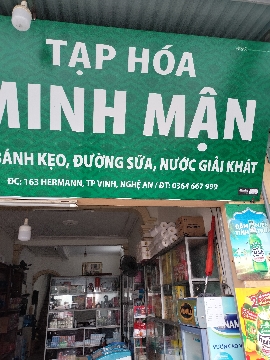 TẠP HÓA
MINH MẬN
BÁNH KẸO, ĐƯỜNG SỮA, NƯỚC GIẢI KHÁT
ĐC: 163 HERMANN, TP VINH, NGHỆ AN / ĐT: 0364 667 999